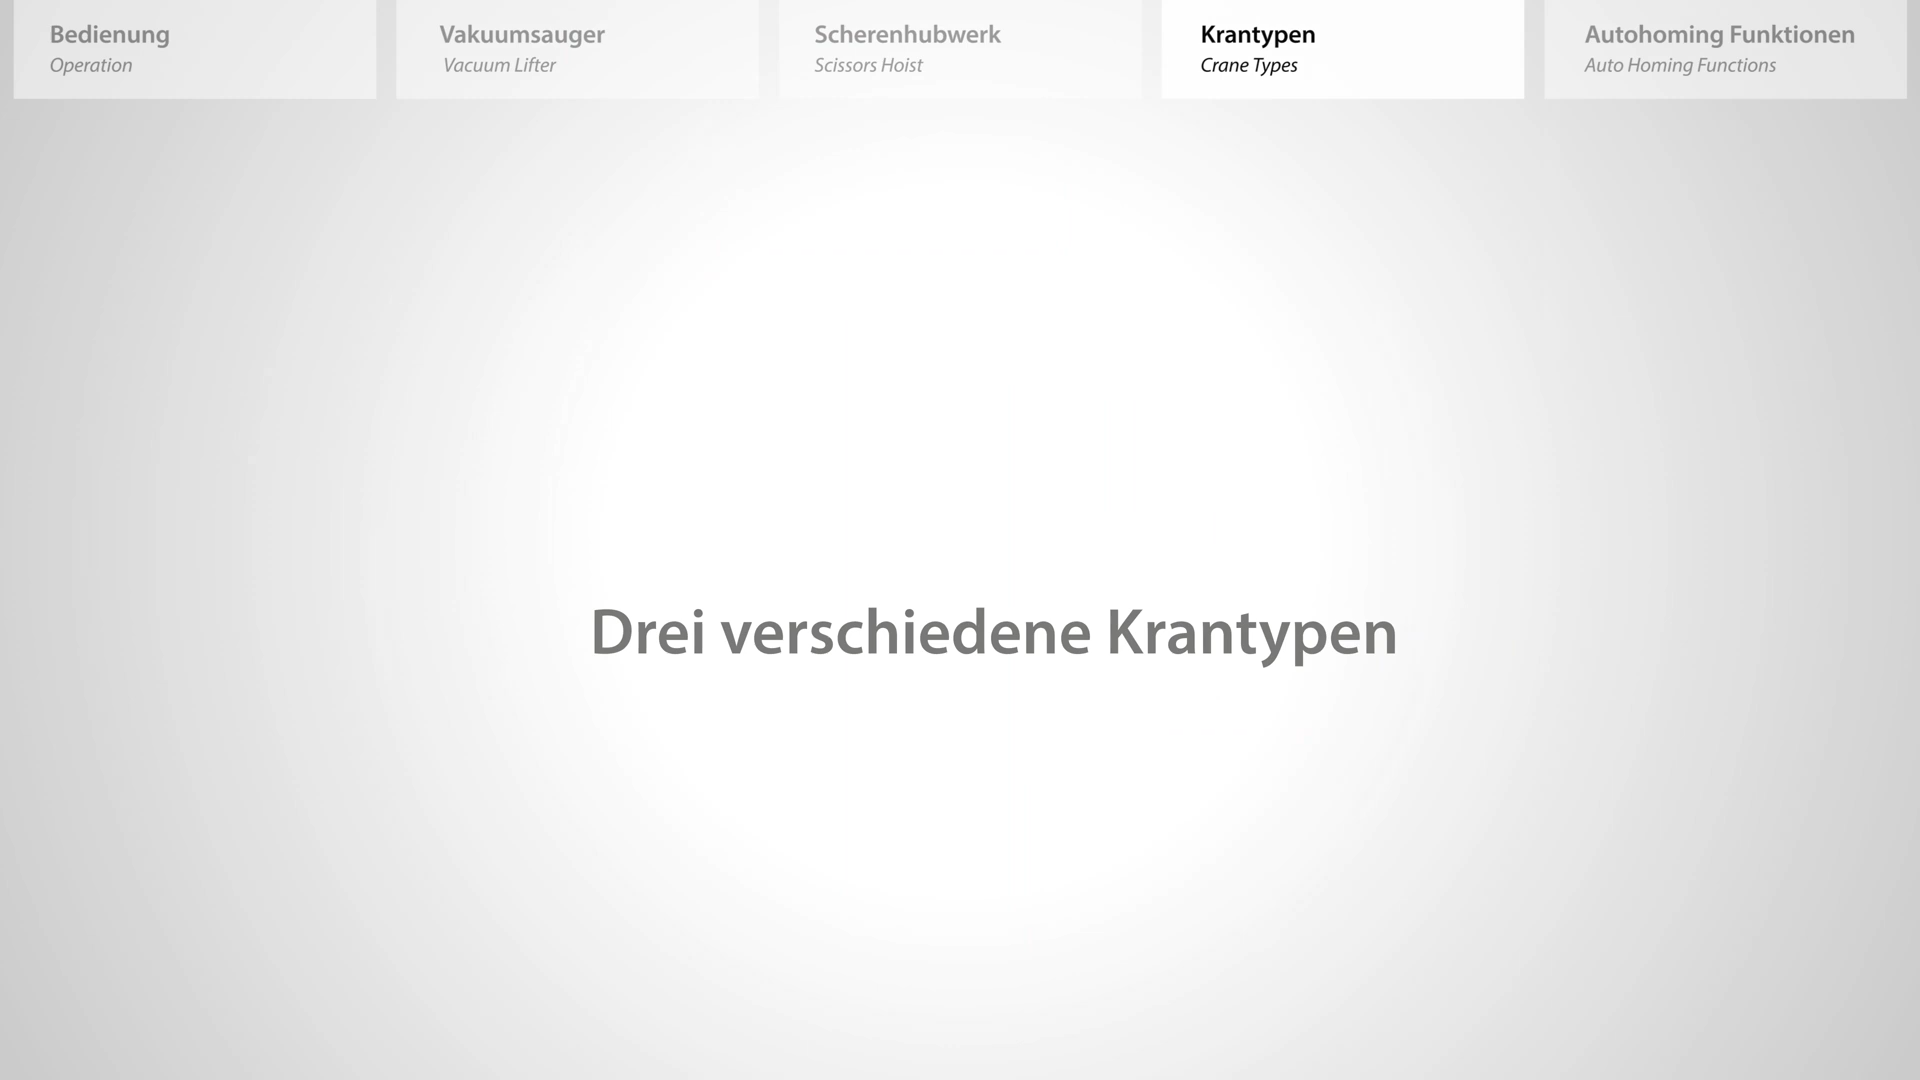 Bedienung
Operation
Vakuumsauger
Vacuum Lifter
Scherenhubwerk
Scissors Hoist
Krantypen
Crane Types
Autohoming Funktionen
Auto Homing Functions
Drei verschiedene Krantypen